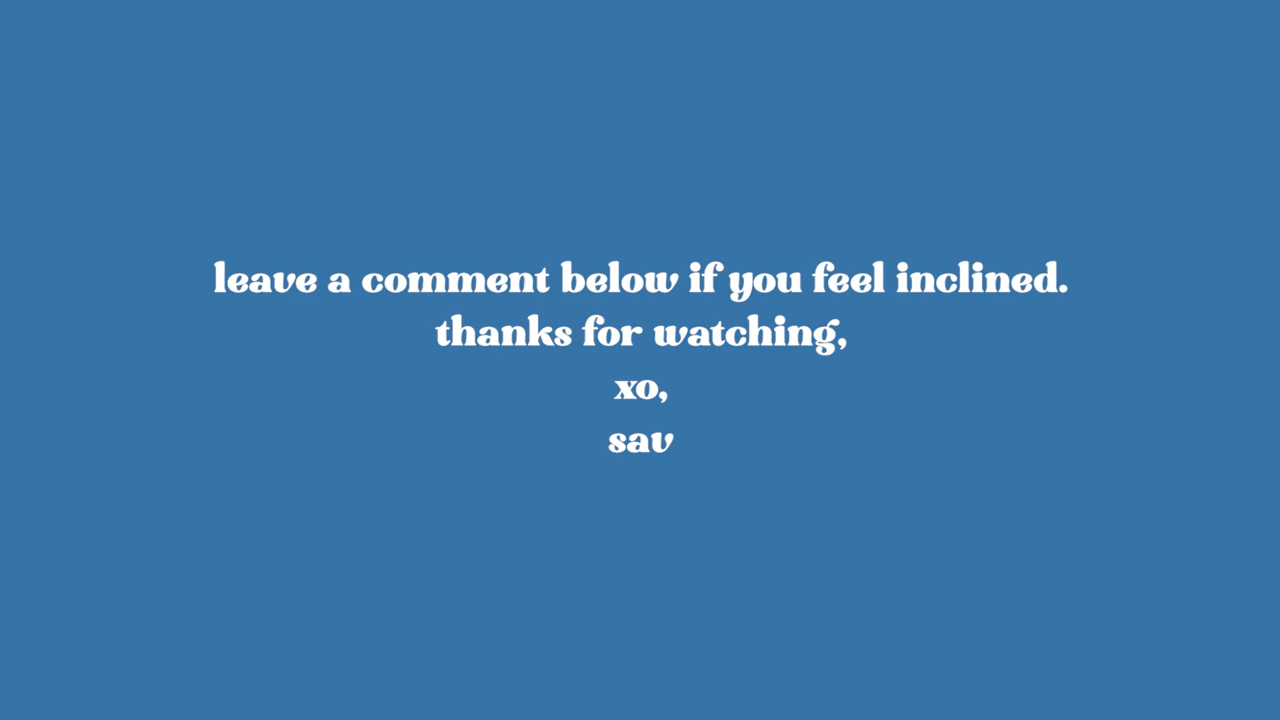 leave a comment below if you feel inclined.
thanks for watching,
xo,
sav